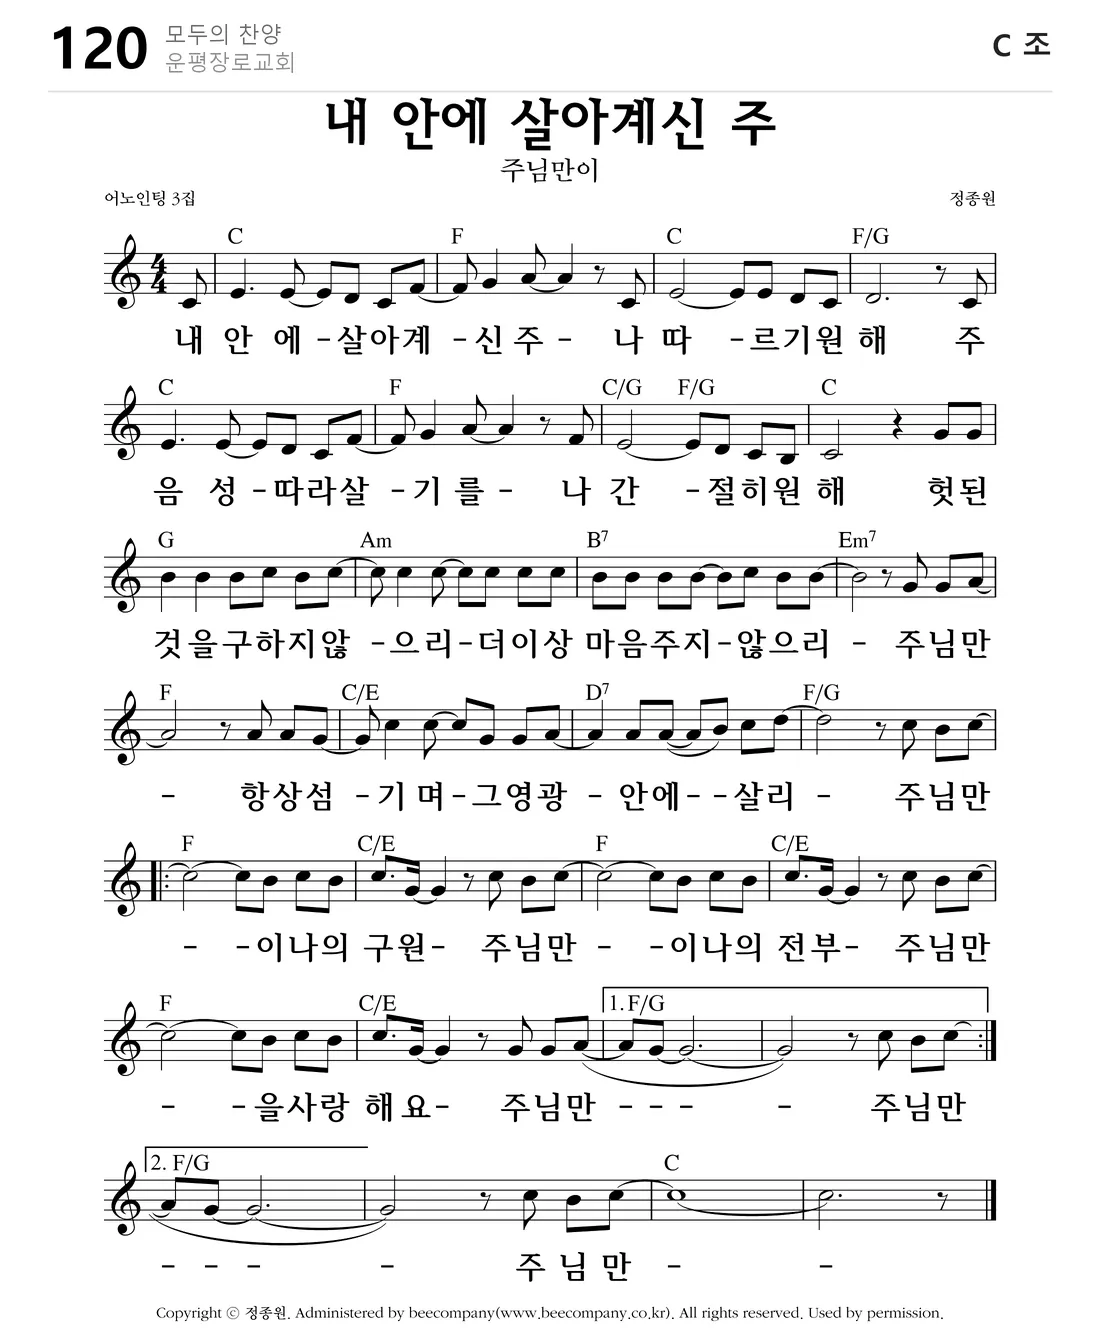 120
모두의 찬양
운평장로교회
C 조
내 안에 살아계신 주
주님만이
어노인팅 3집
정종원
C F C F/G
내 안 에 -살아계 -신 주 - 나 따 -르기원 해 주
C F C/G F/G C
음 성 -따라살 -기 를- 나 간 -절히원 해 헛된
G Am B7 Em7
것을구하지않 -으리-더이상 마음주지-않으리 - 주님만
F C/E D7 F/G
- 항상섬 -기 며-그영광 - 안에--살리 - 주님만
F C/E F C/E
- -이나의 구원- 주님만 - -이나의 전부- 주님만
F C/E 1. F/G
- -을사랑 해요- 주님만 --- - 주님만
2. F/G C
- - - - 주 님 만 - -
Copyright ⓒ 정종원. Administered by beecompany(www.beecompany.co.kr). All rights reserved. Used by permission.